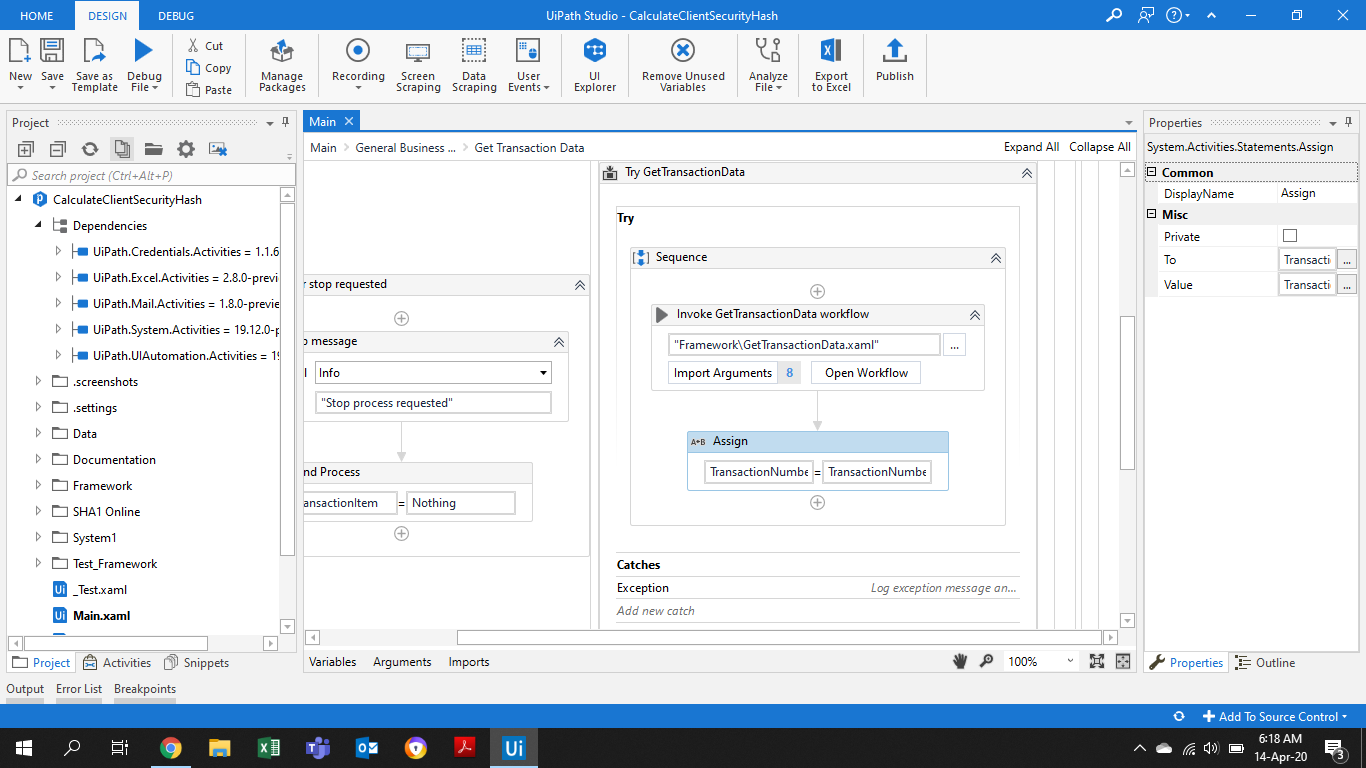 HOME DESIGN DEBUG UiPath Studio - CalculateClientSecurityHash
New Save Save as Template Debug File
Cut
Copy
Paste
Manage Packages
Recording
Screen Scraping
Data Scraping
User Events
UI Explorer
Remove Unused Variables
Analyze File
Export to Excel
Publish
Project
Search project (Ctrl+Alt+P)
CalculateClientSecurityHash
Dependencies
UiPath.Credentials.Activities = 1.1.6
UiPath.Excel.Activities = 2.8.0-previ
UiPath.Mail.Activities = 1.8.0-previe
UiPath.System.Activities = 19.12.0-p
UiPath.UIAutomation.Activities = 19
.screenshots
.settings
Data
Documentation
Framework
SHA1 Online
System1
Test_Framework
_Test.xaml
Main.xaml
Project Activities Snippets
Main
Main > General Business ... > Get Transaction Data
Expand All Collapse All
r stop requested
message
Info
"Stop process requested"
nd Process
ansactionItem = Nothing
Try GetTransactionData
Try
Sequence
Invoke GetTransactionData workflow
"Framework\GetTransactionData.xaml"
...
Import Arguments 8 Open Workflow
A+B Assign
TransactionNumbe = TransactionNumbe
Catches
Exception Log exception message an...
Add new catch
Variables Arguments Imports
100%
Properties
System.Activities.Statements.Assign
Common
DisplayName Assign
Misc
Private
To Transacti ...
Value Transacti ...
Properties Outline
Output Error List Breakpoints
Add To Source Control
6:18 AM
14-Apr-20
3